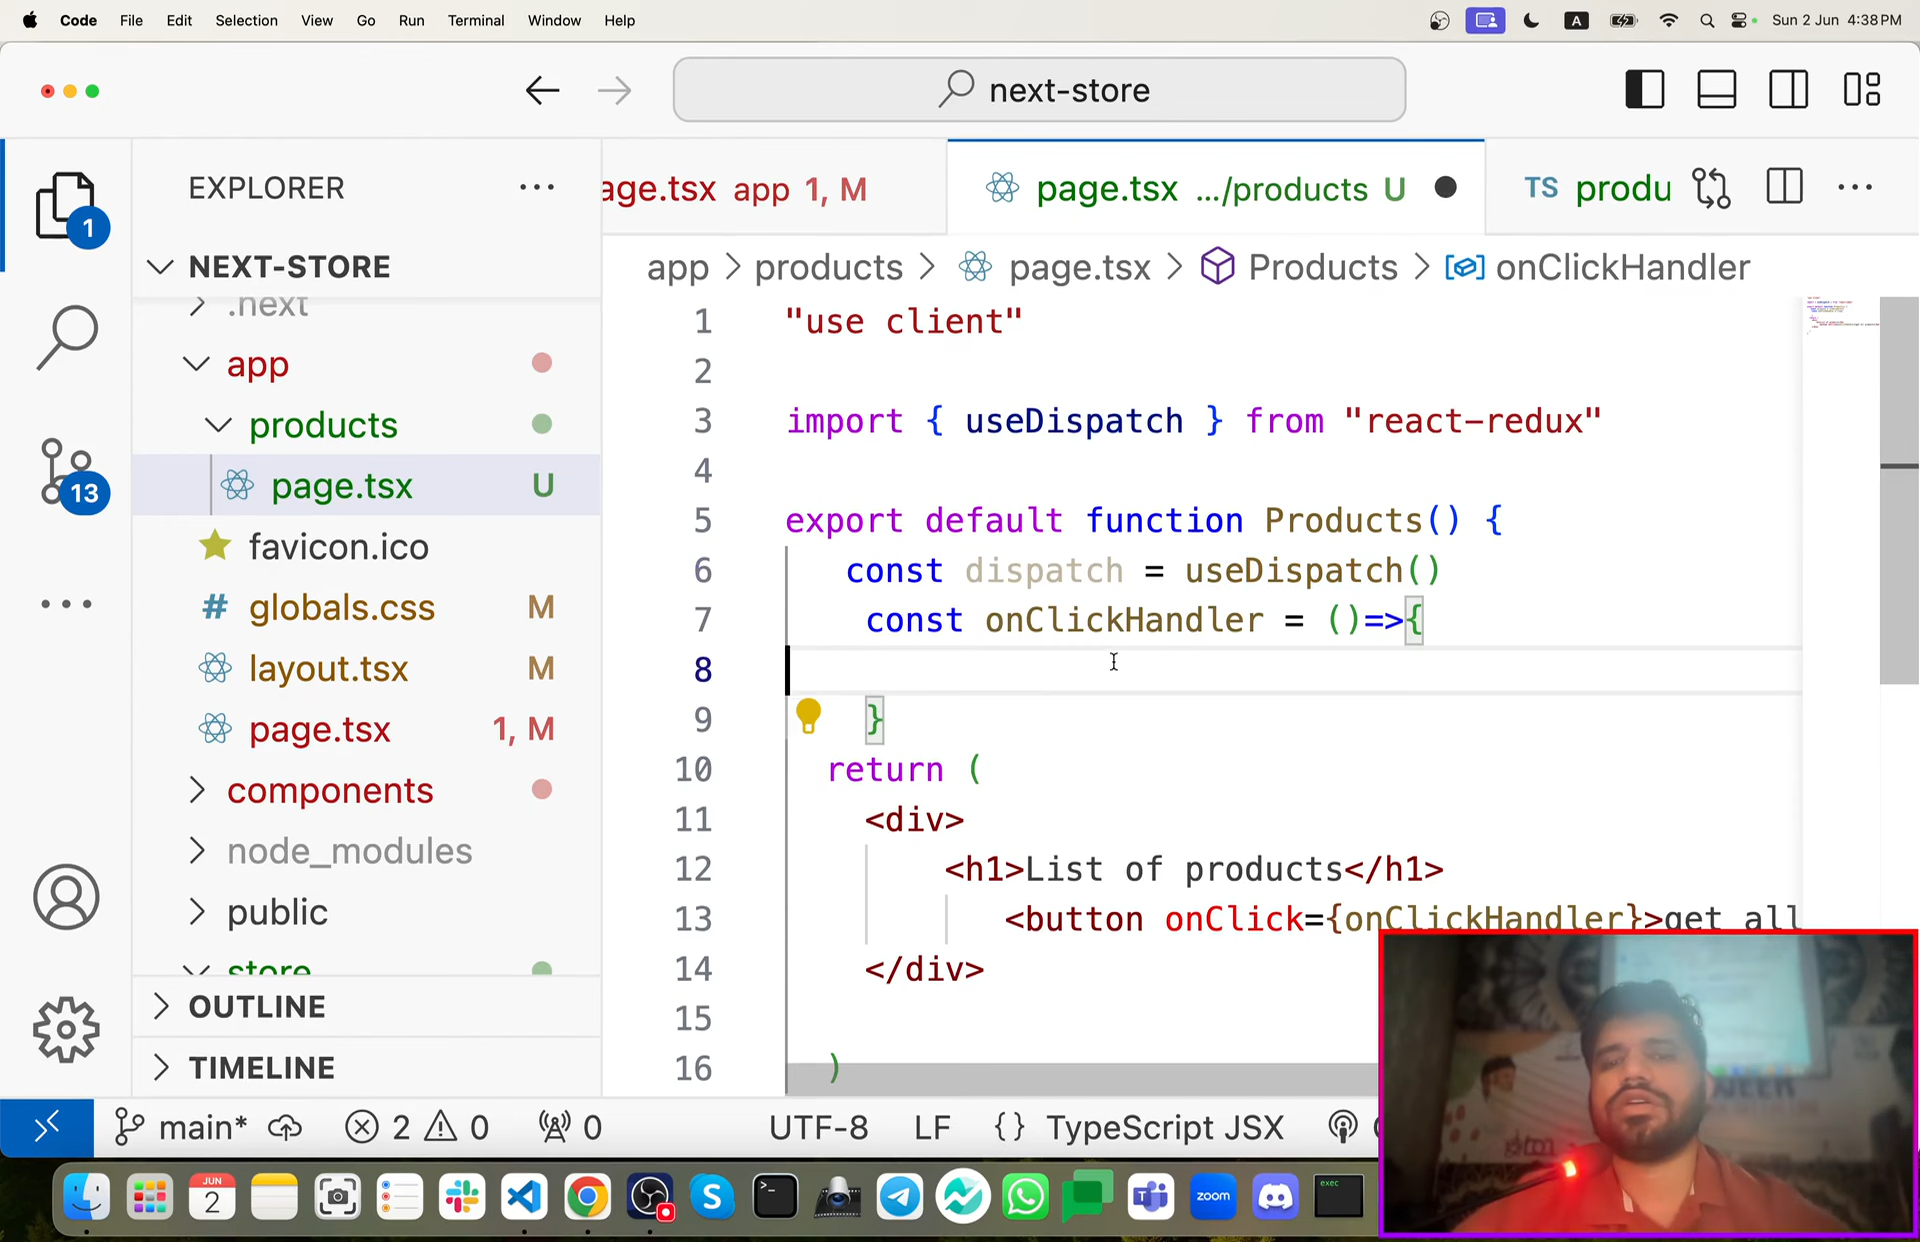 Code File Edit Selection View Go Run Terminal Window Help A Sun 2 Jun 4:38 PM
next-store
EXPLORER
1
13
NEXT-STORE
.next
app
products
page.tsx U
favicon.ico
# globals.css M
layout.tsx M
page.tsx 1, M
components
node_modules
public
store
OUTLINE
TIMELINE
age.tsx app 1, M
page.tsx .../products U
TS produ
app > products > page.tsx > Products > onClickHandler
1 "use client"
2
3 import { useDispatch } from "react-redux"
4
5 export default function Products() {
6 const dispatch = useDispatch()
7 const onClickHandler = ()=>{
8
9 }
10 return (
11 <div>
12 <h1>List of products</h1>
13 <button onClick={onClickHandler}>get all
14 </div>
15
16 )
main* 2 0 0 UTF-8 LF {} TypeScript JSX
JUN
2
S
zoom
exec